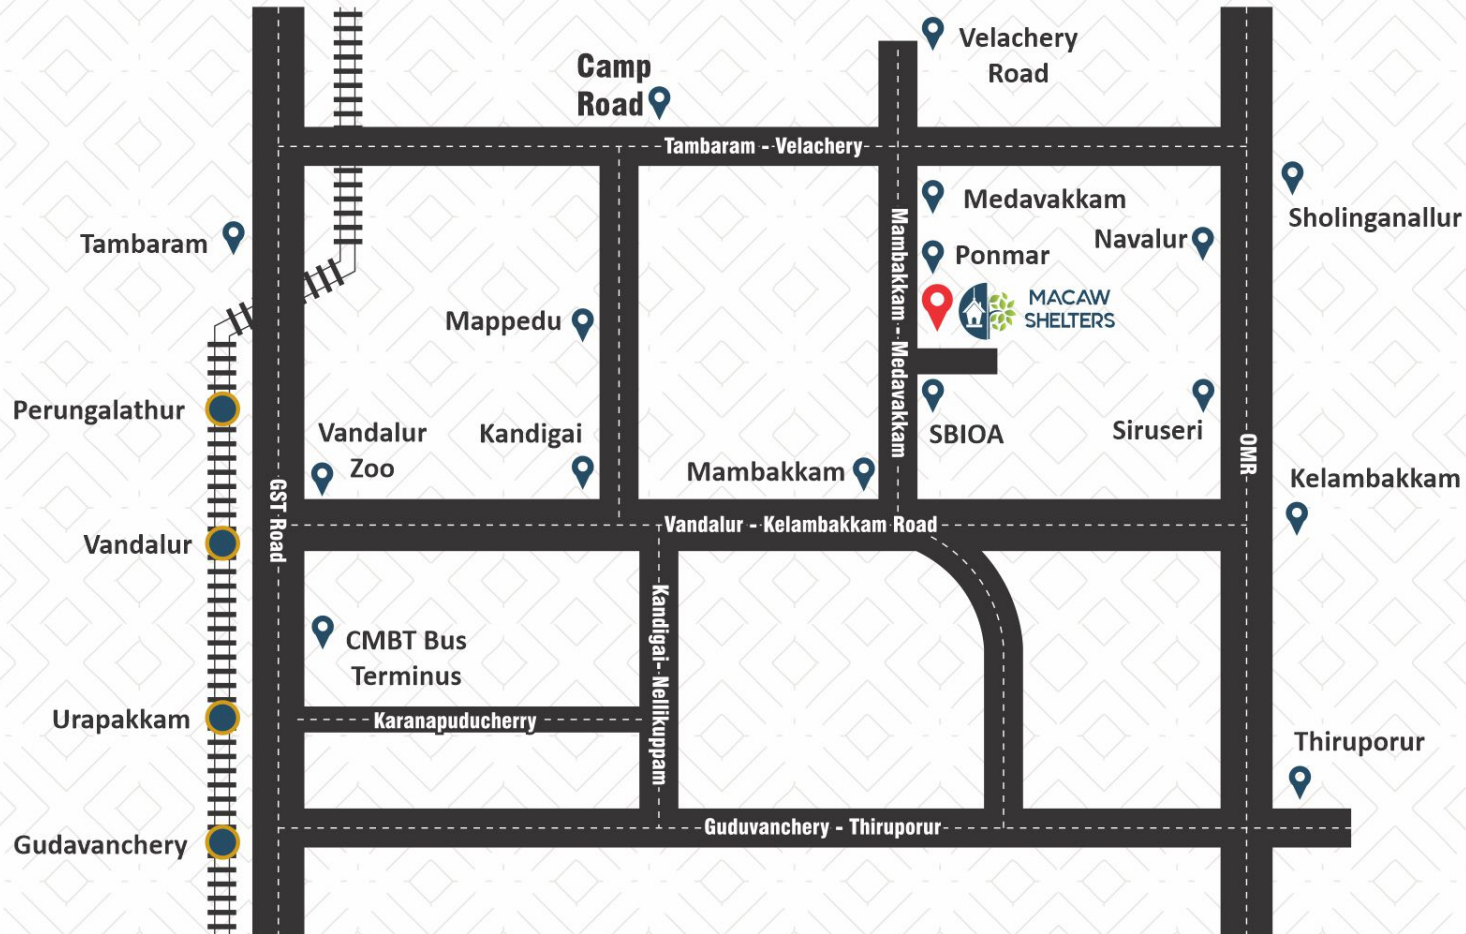 Velachery
Road
Camp
Road
Tambaram - Velachery
Medavakkam
Sholinganallur
Tambaram
Navalur
Ponmar
MACAW
SHELTERS
Mambakkam - Medavakkam
Mappedu
Perungalathur
Vandalur
Zoo
Kandigai
SBIOA
Siruseri
OMR
Mambakkam
Kelambakkam
GST Road
Vandalur - Kelambakkam Road
Vandalur
CMBT Bus
Terminus
Kandigai- Nellikuppam
Urapakkam
Karanapuducherry
Thiruporur
Guduvanchery - Thiruporur
Gudavanchery